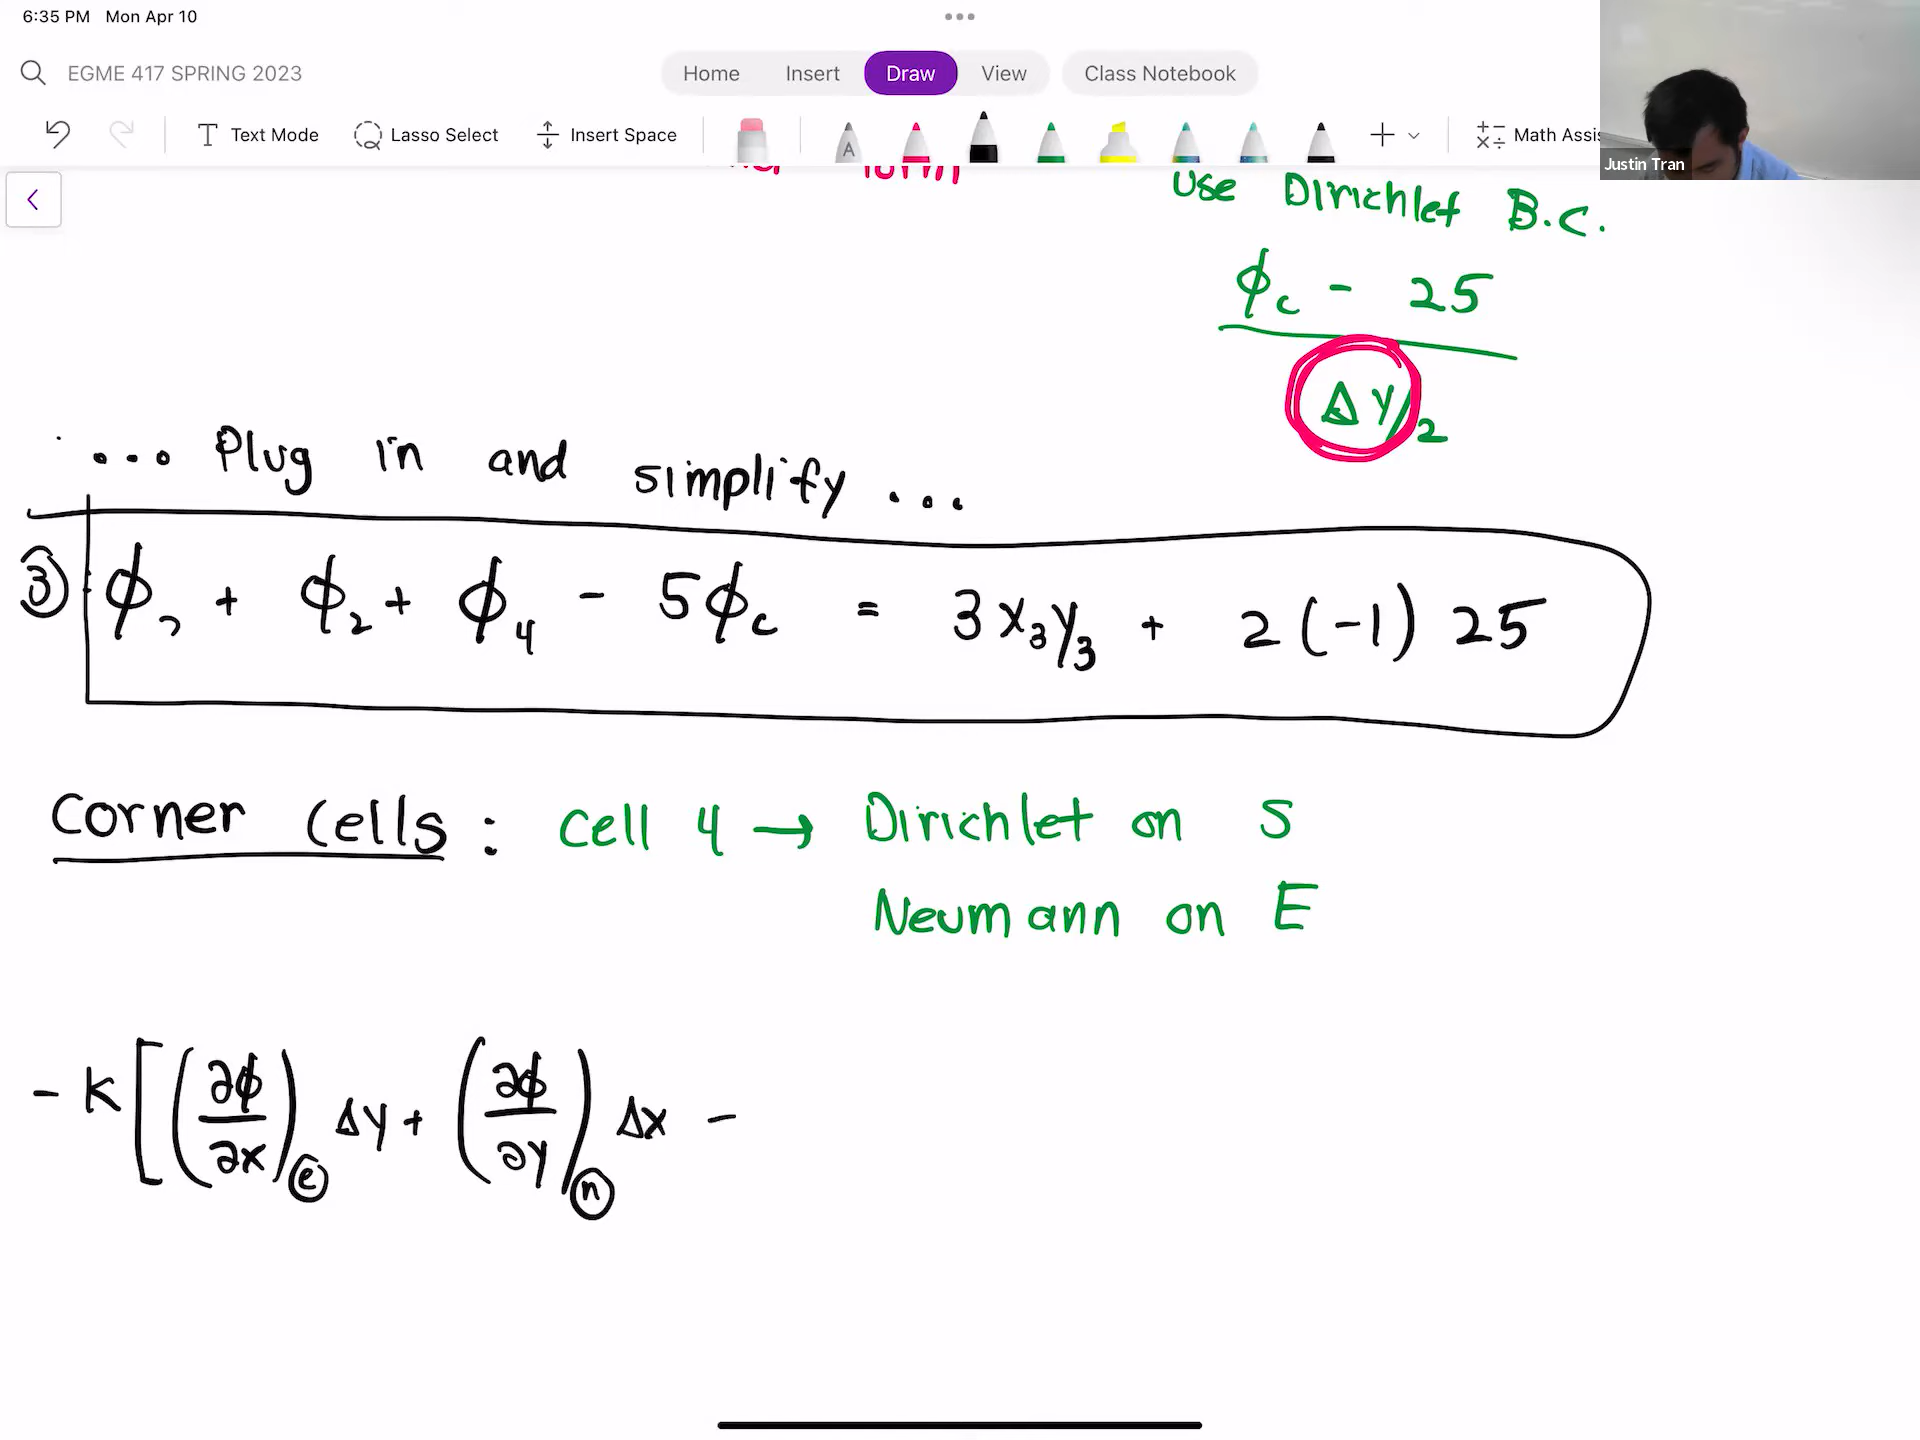 6:35 PM Mon Apr 10
EGME 417 SPRING 2023
Home Insert Draw View Class Notebook
Text Mode Lasso Select Insert Space A Math Assis
Justin Tran
Use Dirichlet B.C.
ϕc - 25
ΔY/2
... Plug in and simplify ...
③ ϕ, + ϕ2 + ϕ4 - 5ϕc = 3x3y3 + 2(-1) 25
Corner Cells: Cell 4 → Dirichlet on S
Neumann on E
- K [ (∂ϕ/∂x)e Δy + (∂ϕ/∂y)n Δx -